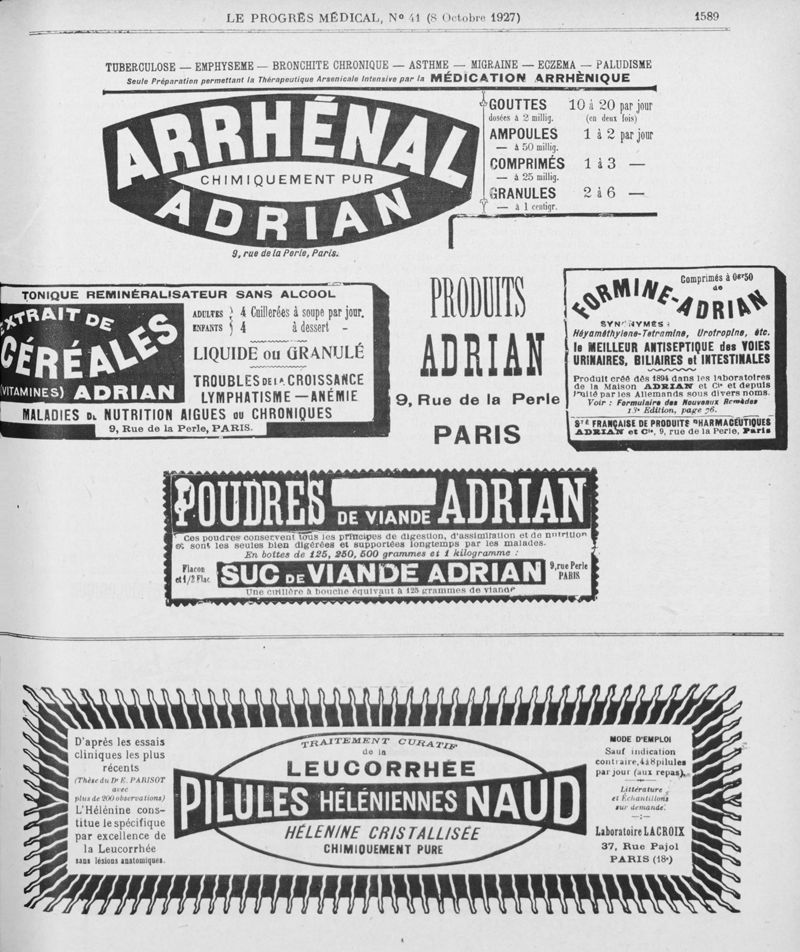 LE PROGRÈS MÉDICAL, No 41 (8 Octobre 1927)
1589
TUBERCULOSE — EMPHYSEME — BRONCHITE CHRONIQUE — ASTHME — MIGRAINE — ECZEMA — PALUDISME
Seule Préparation permettant la Thérapeutique Arsenicale Intensive par la MÉDICATION ARRHÈNIQUE
ARRHÉNAL
CHIMIQUEMENT PUR
ADRIAN
9, rue de la Perle, Paris.
GOUTTES 10 à 20 par jour
dosées à 2 millig. (en deux fois)
AMPOULES 1 à 2 par jour
— à 50 millig.
COMPRIMÉS 1 à 3 —
— à 25 millig.
GRANULES 2 à 6 —
— à 1 centigr.
TONIQUE REMINÉRALISATEUR SANS ALCOOL
EXTRAIT DE
CÉRÉALES
(VITAMINES) ADRIAN
ADULTES } 4 Cuillerées à soupe par jour.
ENFANTS } 4 à dessert –
LIQUIDE ou GRANULÉ
TROUBLES DE LA CROISSANCE
LYMPHATISME — ANÉMIE
MALADIES DE NUTRITION AIGUES OU CHRONIQUES
9, Rue de la Perle, PARIS.
PRODUITS
ADRIAN
9, Rue de la Perle
PARIS
Comprimés à 0gr50
de
FORMINE-ADRIAN
SYNONYMES :
Héxaméthylene-Tetramine, Urotropine, etc.
le MEILLEUR ANTISEPTIQUE des VOIES
URINAIRES, BILIAIRES et INTESTINALES
Produit créé dès 1894 dans les laboratoires
de la Maison ADRIAN et Cie et depuis
imité par les Allemands sous divers noms.
Voir : Formulaire des Nouveaux Remèdes
13e Edition, page 76.
Sté FRANÇAISE DE PRODUITS PHARMACEUTIQUES
ADRIAN et Cie, 9, rue de la Perle, Paris
POUDRES DE VIANDE ADRIAN
Ces poudres conservent tous les principes de digestion, d'assimilation et de nutrition
et sont les seules bien digérées et supportées longtemps par les malades.
En boîtes de 125, 250, 500 grammes et 1 kilogramme :
Flacon
et 1/2 Flac.
SUC DE VIANDE ADRIAN
9, rue Perle
PARIS
Une cuillère à bouche équivaut à 125 grammes de viande
D'après les essais
cliniques les plus
récents
(Thèse du Dr E. PARISOT
avec
plus de 200 observations)
L'Hélénine cons-
titue le spécifique
par excellence de
la Leucorrhée
sans lésions anatomiques.
TRAITEMENT CURATIF
de la
LEUCORRHÉE
PILULES HÉLÉNIENNES NAUD
HÉLÉNINE CRISTALLISÉE
CHIMIQUEMENT PURE
MODE D'EMPLOI
Sauf indication
contraire, 4 à 8 pilules
par jour (aux repas),
Littérature
et Échantillons
sur demande.
—:—
Laboratoire LACROIX
37, Rue Pajol
PARIS (18e)